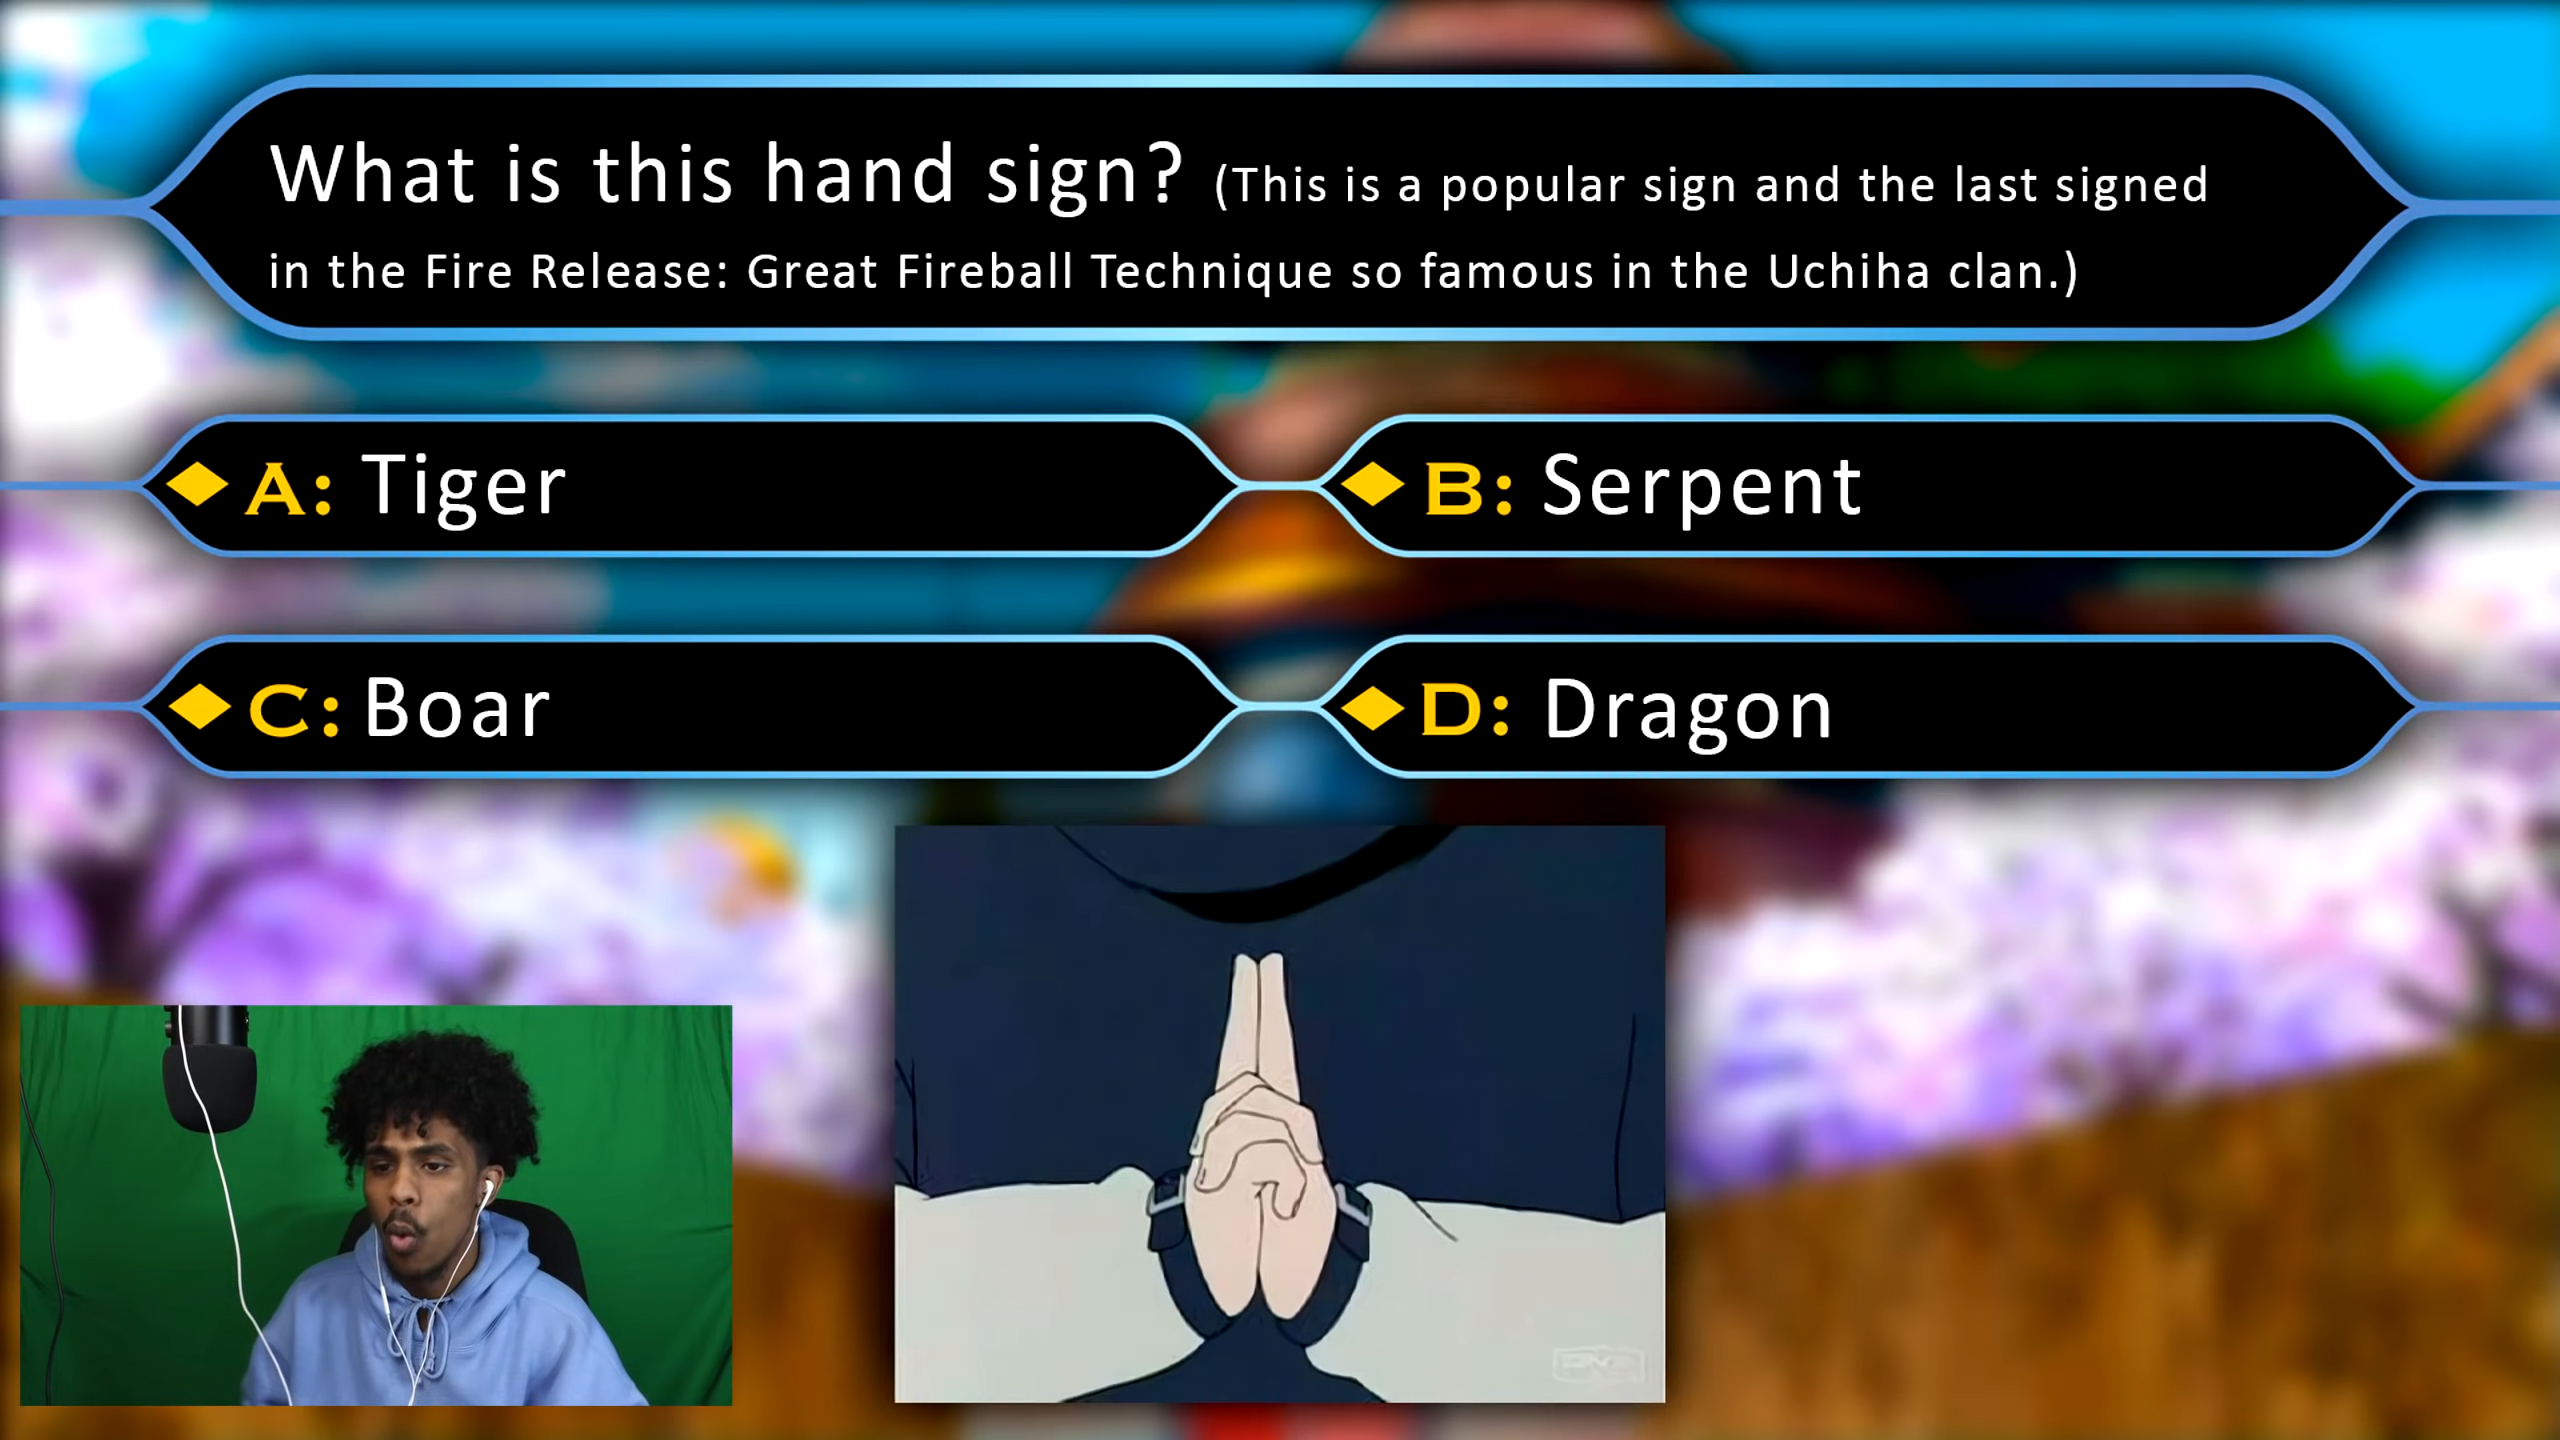 What is this hand sign? (This is a popular sign and the last signed
in the Fire Release: Great Fireball Technique so famous in the Uchiha clan.)
A: Tiger
B: Serpent
C: Boar
D: Dragon